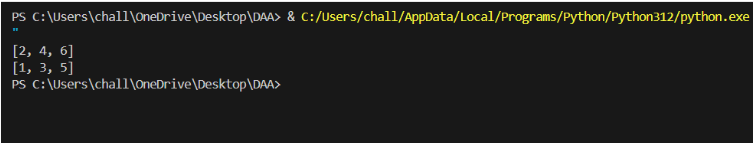 PS C:\Users\chall\OneDrive\Desktop\DAA> & C:/Users/chall/AppData/Local/Programs/Python/Python312/python.exe
"
[2, 4, 6]
[1, 3, 5]
PS C:\Users\chall\OneDrive\Desktop\DAA>